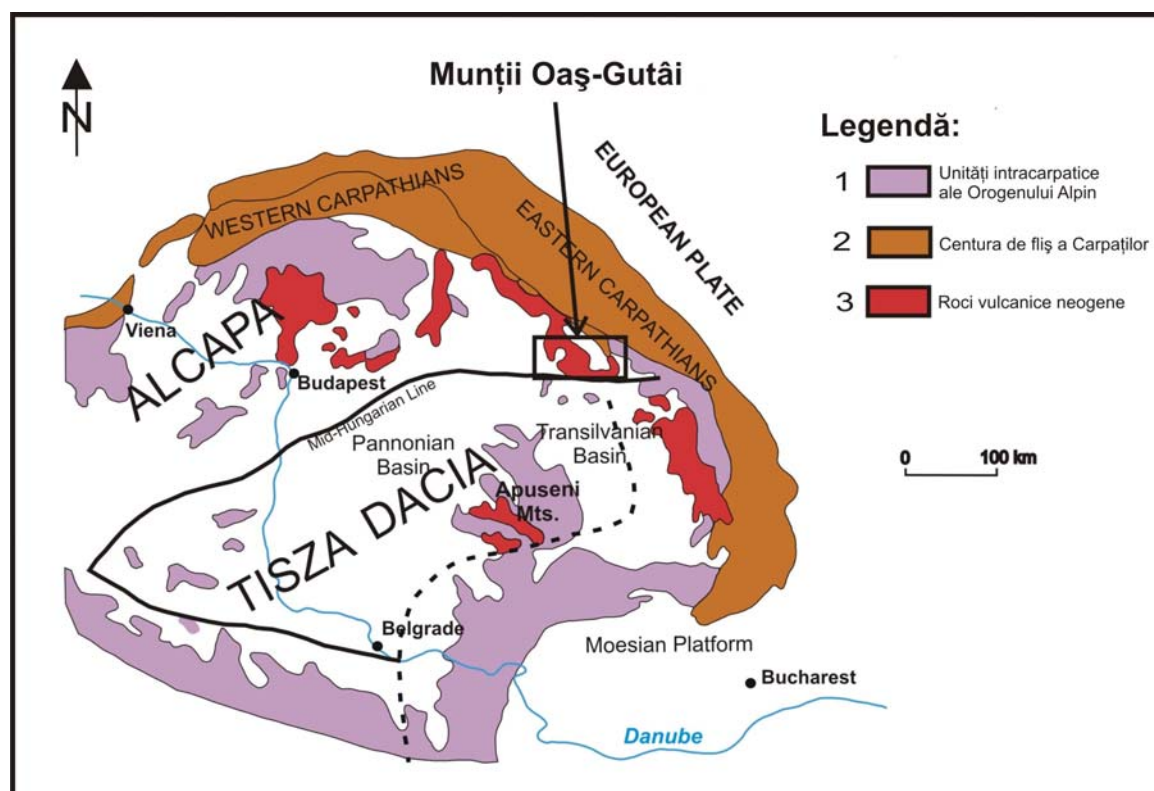 Munții Oaş-Gutâi
N
Legendă:
1 Unități intracarpatice
ale Orogenului Alpin
2 Centura de fliş a Carpaților
3 Roci vulcanice neogene
EUROPEAN PLATE
WESTERN CARPATHIANS
EASTERN CARPATHIANS
Viena
ALCAPA
Budapest
Mid-Hungarian Line
Pannonian
Basin
Transilvanian
Basin
0 100 km
TISZA DACIA
Apuseni
Mts.
Belgrade
Moesian Platform
Bucharest
Danube